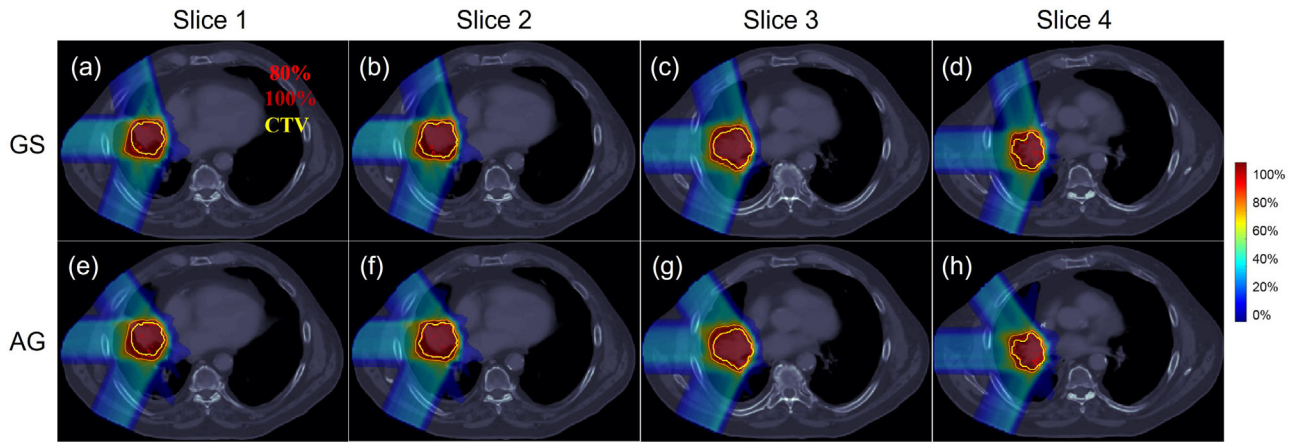 Slice 1 Slice 2 Slice 3 Slice 4
GS
(a) (b) (c) (d)
80%
100%
CTV
AG
(e) (f) (g) (h)
100%
80%
60%
40%
20%
0%